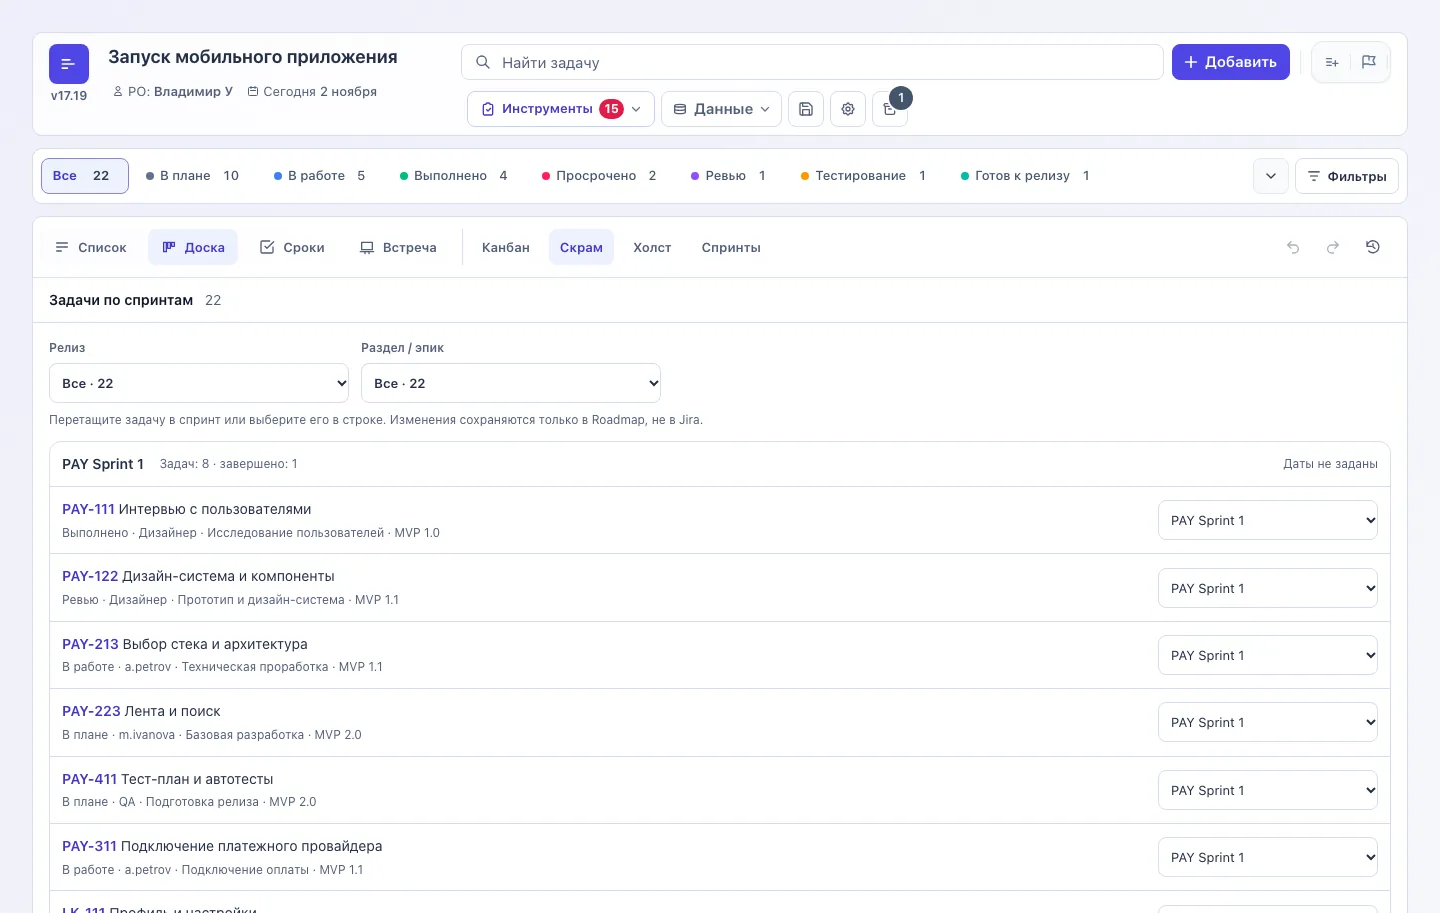 Запуск мобильного приложения
v17.19
PO: Владимир У
Сегодня 2 ноября
Найти задачу
Добавить
Инструменты 15
Данные
1
Все 22
В плане 10
В работе 5
Выполнено 4
Просрочено 2
Ревью 1
Тестирование 1
Готов к релизу 1
Фильтры
Список
Доска
Сроки
Встреча
Канбан
Скрам
Холст
Спринты
Задачи по спринтам 22
Релиз
Раздел / эпик
Все · 22
Все · 22
Перетащите задачу в спринт или выберите его в строке. Изменения сохраняются только в Roadmap, не в Jira.
PAY Sprint 1 Задач: 8 · завершено: 1
Даты не заданы
PAY-111 Интервью с пользователями
Выполнено · Дизайнер · Исследование пользователей · MVP 1.0
PAY Sprint 1
PAY-122 Дизайн-система и компоненты
Ревью · Дизайнер · Прототип и дизайн-система · MVP 1.1
PAY Sprint 1
PAY-213 Выбор стека и архитектура
В работе · a.petrov · Техническая проработка · MVP 1.1
PAY Sprint 1
PAY-223 Лента и поиск
В плане · m.ivanova · Базовая разработка · MVP 2.0
PAY Sprint 1
PAY-411 Тест-план и автотесты
В плане · QA · Подготовка релиза · MVP 2.0
PAY Sprint 1
PAY-311 Подключение платежного провайдера
В работе · a.petrov · Подключение оплаты · MVP 1.1
PAY Sprint 1
LK-111 Профиль и настройки